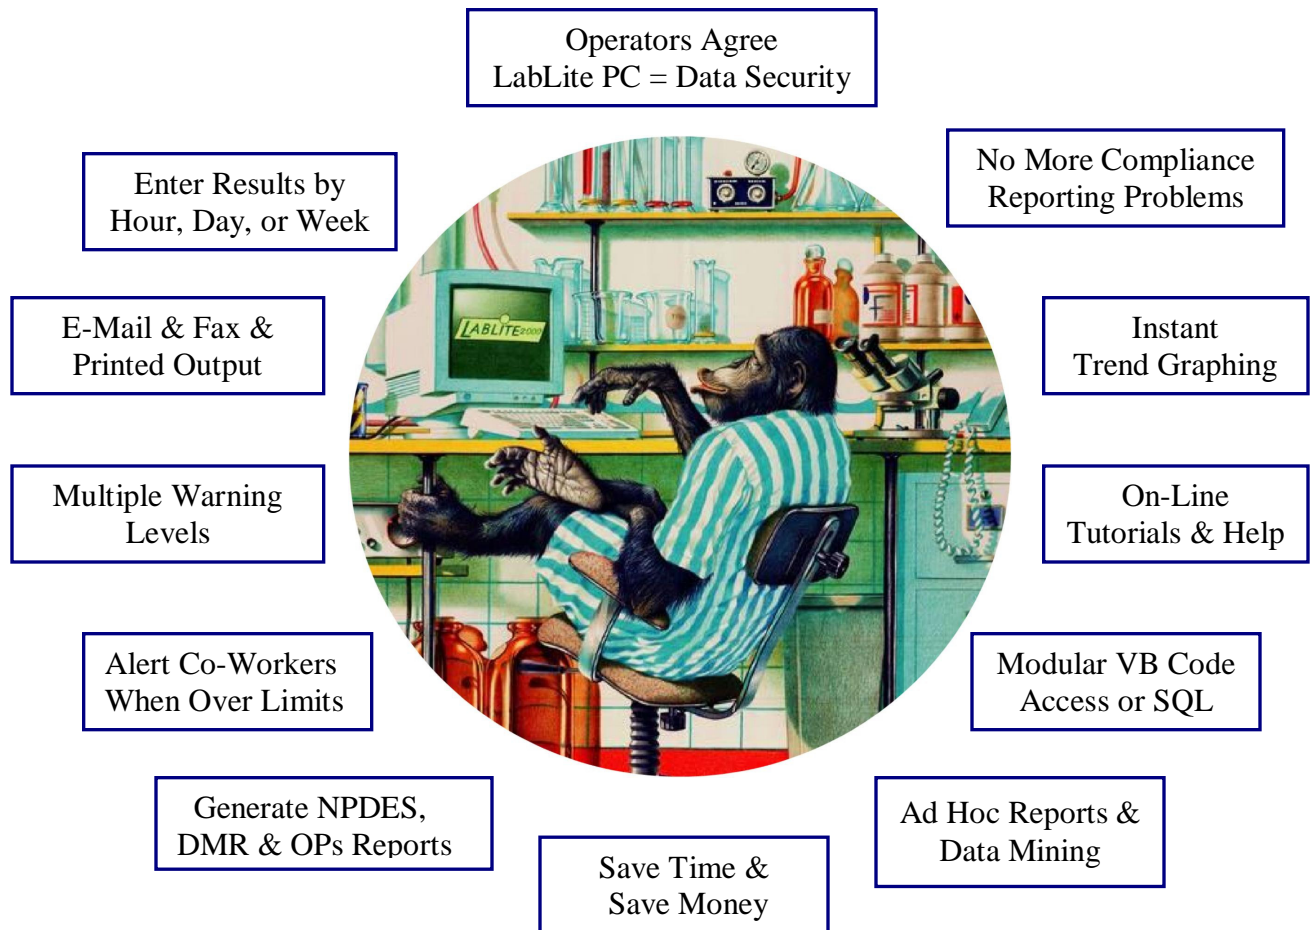 Operators Agree
LabLite PC = Data Security
Enter Results by
Hour, Day, or Week
No More Compliance
Reporting Problems
E-Mail & Fax &
Printed Output
LABLITE2000
Instant
Trend Graphing
Multiple Warning
Levels
On-Line
Tutorials & Help
Alert Co-Workers
When Over Limits
Modular VB Code
Access or SQL
Generate NPDES,
DMR & OPs Reports
Ad Hoc Reports &
Data Mining
Save Time &
Save Money